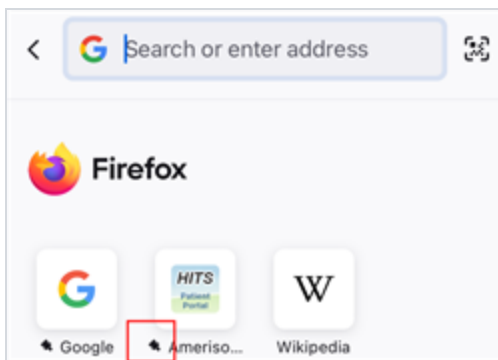 Search or enter address
Firefox
HITS
Patient
Portal
W
Google
Ameriso...
Wikipedia